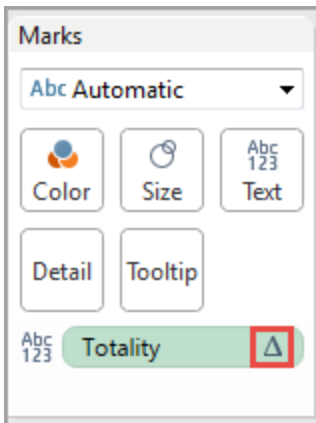 Marks
Abc Automatic
Abc
123
Color Size Text
Detail Tooltip
Abc
123
Totality Δ